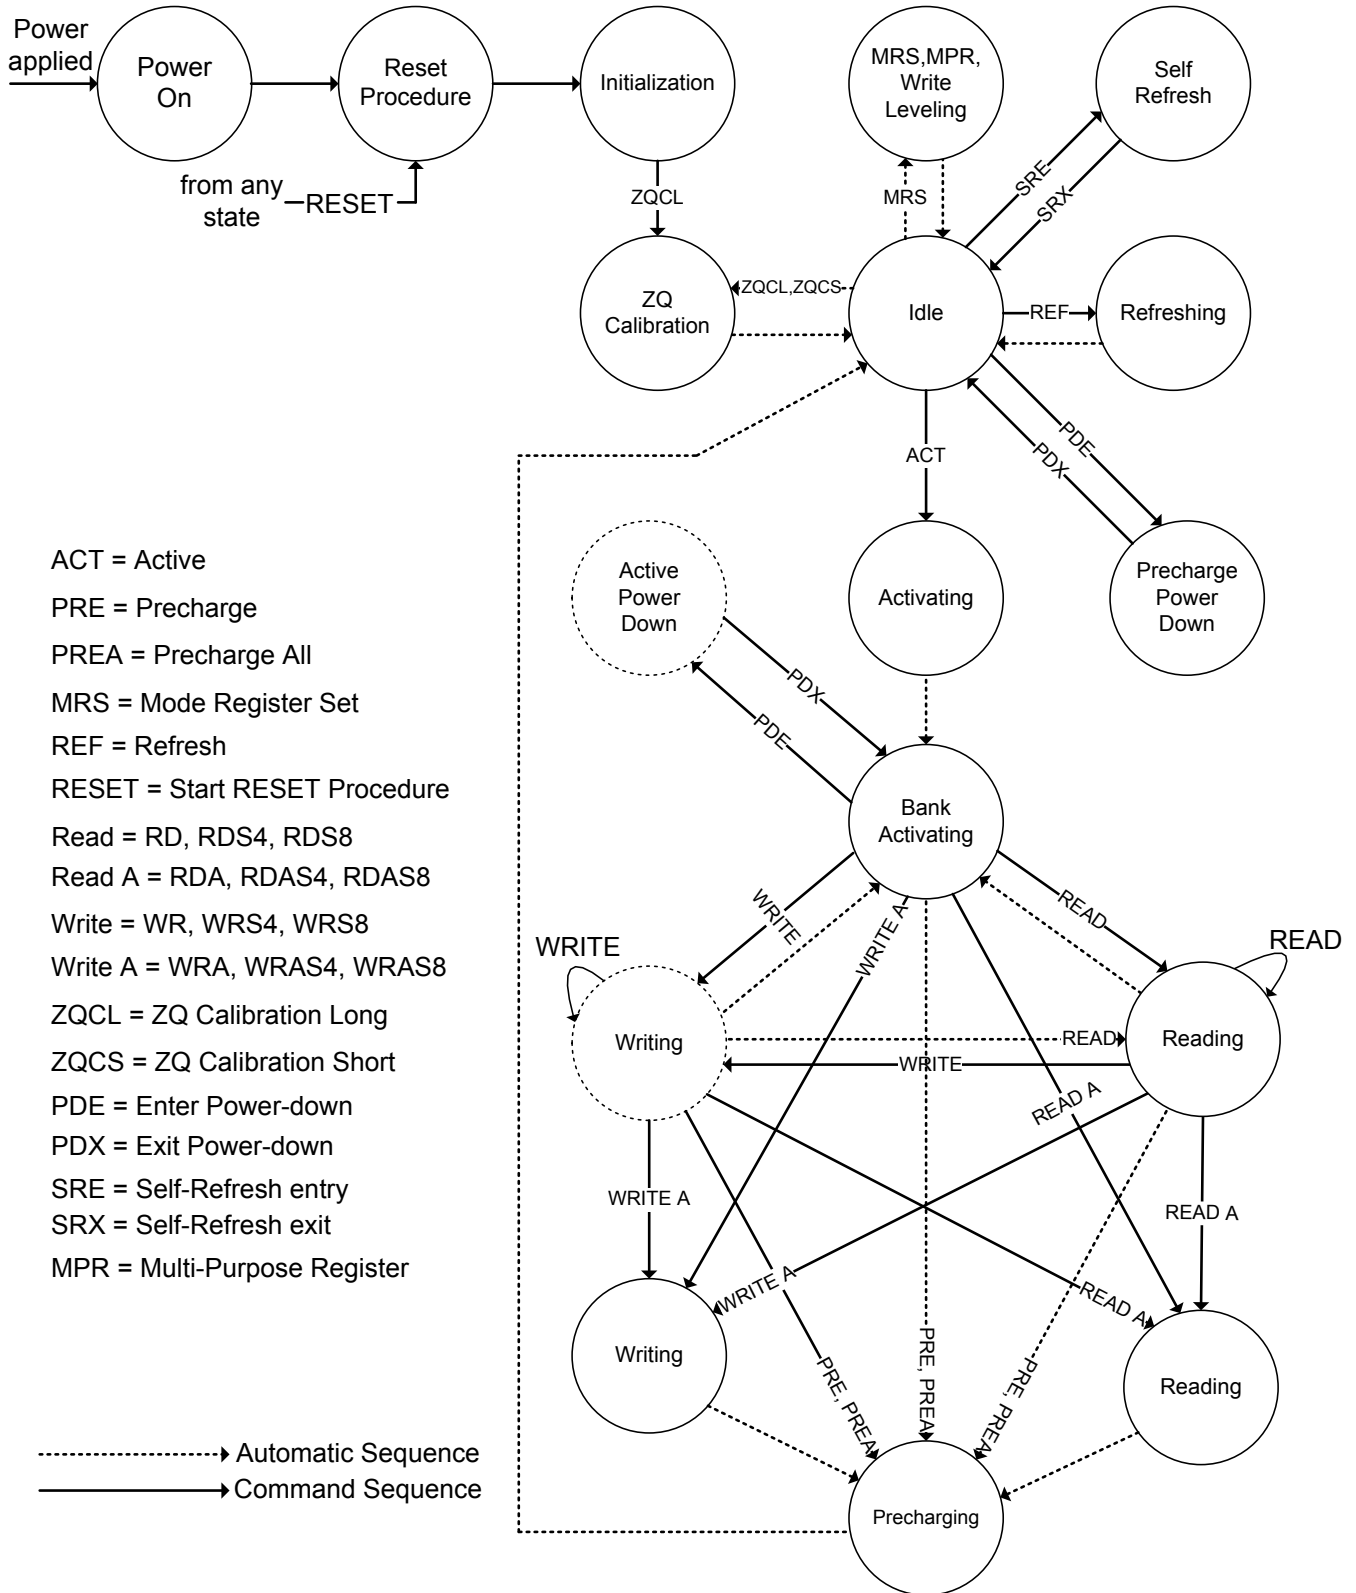 Power
applied
Power
On
Reset
Procedure
Initialization
MRS,MPR,
Write
Leveling
Self
Refresh
from any
state
RESET
ZQCL
MRS
SRE
SRX
ZQ
Calibration
ZQCL,ZQCS
Idle
REF
Refreshing
ACT
PDE
PDX
Active
Power
Down
Activating
Precharge
Power
Down
PDX
PDE
Bank
Activating
WRITE
WRITE A
READ
WRITE
READ
Writing
READ
Reading
WRITE
READ A
WRITE A
READ A
WRITE A
READ A
Writing
PRE, PREA
PRE, PREA
PRE, PREA
Reading
Precharging
ACT = Active
PRE = Precharge
PREA = Precharge All
MRS = Mode Register Set
REF = Refresh
RESET = Start RESET Procedure
Read = RD, RDS4, RDS8
Read A = RDA, RDAS4, RDAS8
Write = WR, WRS4, WRS8
Write A = WRA, WRAS4, WRAS8
ZQCL = ZQ Calibration Long
ZQCS = ZQ Calibration Short
PDE = Enter Power-down
PDX = Exit Power-down
SRE = Self-Refresh entry
SRX = Self-Refresh exit
MPR = Multi-Purpose Register
Automatic Sequence
Command Sequence